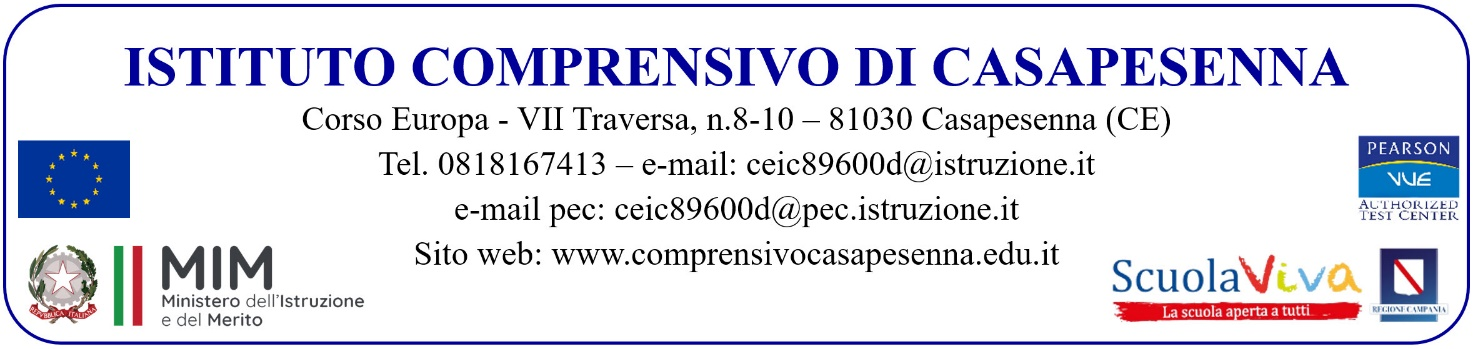 ISTITUTO COMPRENSIVO DI CASAPESENNA
Corso Europa - VII Traversa, n.8-10 – 81030 Casapesenna (CE)
Tel. 0818167413 – e-mail: ceic89600d@istruzione.it
e-mail pec: ceic89600d@pec.istruzione.it
Sito web: www.comprensivocasapesenna.edu.it
PEARSON
VUE
AUTHORIZED
TEST CENTER
REPVBBLICA ITALIANA
MIM
Ministero dell'Istruzione
e del Merito
ScuolaViva
La scuola aperta a tutti
REGIONE CAMPANIA